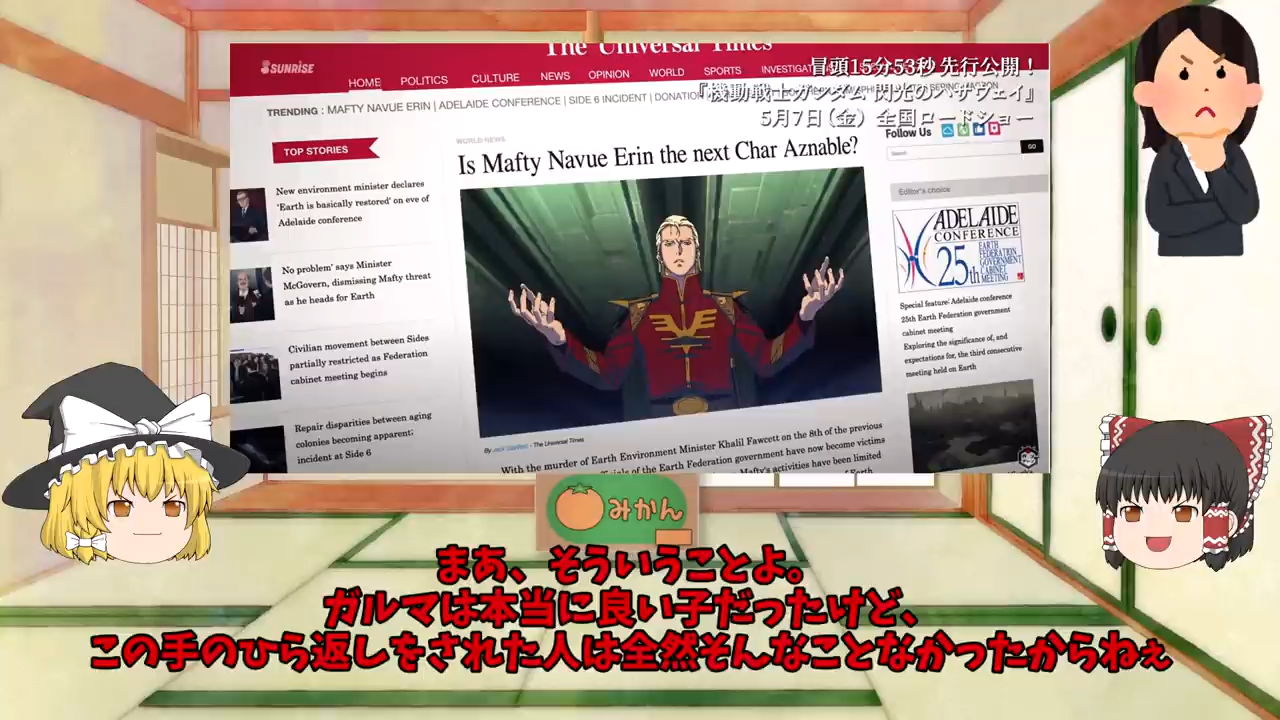 The Universal Times
SUNRISE
HOME POLITICS CULTURE NEWS OPINION WORLD SPORTS
冒頭15分53秒 先行公開！
『機動戦士ガンダム 閃光のハサウェイ』
5月7日(金) 全国ロードショー
TRENDING : MAFTY NAVUE ERIN | ADELAIDE CONFERENCE | SIDE 6 INCIDENT |
Follow Us
Search
GO
TOP STORIES
New environment minister declares
'Earth is basically restored' on eve of
Adelaide conference
No problem' says Minister
McGovern, dismissing Mafty threat
as he heads for Earth
Civilian movement between Sides
partially restricted as Federation
cabinet meeting begins
Repair disparities between aging
colonies becoming apparent;
incident at Side 6
WORLD NEWS
Is Mafty Navue Erin the next Char Aznable?
The Universal Times
With the murder of Earth Environment Minister Khalil Fawcett on the 8th of the previous
of the Earth Federation government have now become victims
Mafty's activities have been limited
Editor's choice
ADELAIDE
CONFERENCE
25th
EARTH
FEDERATION
GOVERNMENT
CABINET
MEETING
Special feature: Adelaide conference
25th Earth Federation government
cabinet meeting
Exploring the significance of, and
expectations for, the third consecutive
meeting held on Earth
みかん
まあ、そういうことよ。
ガルマは本当に良い子だったけど、
この手のひら返しをされた人は全然そんなことなかったからねぇ